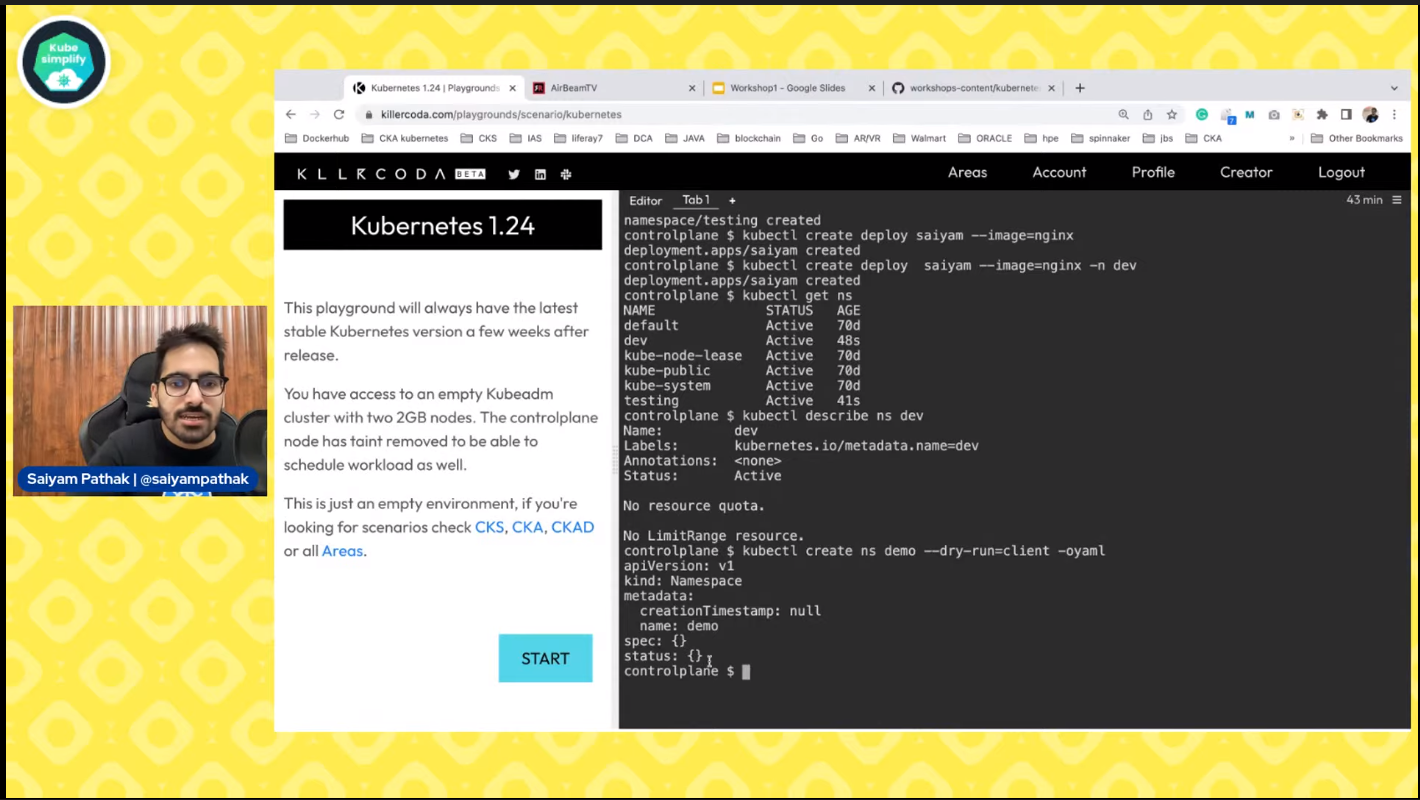 Kube
simplify
Kubernetes 1.24 | Playgrounds
AirBeamTV
Workshop1 - Google Slides
workshops-content/kubernete
killercoda.com/playgrounds/scenario/kubernetes
Dockerhub
CKA kubernetes
CKS
IAS
liferay7
DCA
JAVA
blockchain
Go
AR/VR
Walmart
ORACLE
hpe
spinnaker
jbs
CKA
»
Other Bookmarks
KLLRCODA BETA
Areas
Account
Profile
Creator
Logout
Kubernetes 1.24
This playground will always have the latest
stable Kubernetes version a few weeks after
release.
You have access to an empty Kubeadm
cluster with two 2GB nodes. The controlplane
node has taint removed to be able to
schedule workload as well.
This is just an empty environment, if you're
looking for scenarios check CKS, CKA, CKAD
or all Areas.
START
Editor Tab 1 +
43 min
namespace/testing created
controlplane $ kubectl create deploy saiyam --image=nginx
deployment.apps/saiyam created
controlplane $ kubectl create deploy  saiyam --image=nginx -n dev
deployment.apps/saiyam created
controlplane $ kubectl get ns
NAME STATUS AGE
default Active 70d
dev Active 48s
kube-node-lease Active 70d
kube-public Active 70d
kube-system Active 70d
testing Active 41s
controlplane $ kubectl describe ns dev
Name: dev
Labels: kubernetes.io/metadata.name=dev
Annotations: <none>
Status: Active
No resource quota.
No LimitRange resource.
controlplane $ kubectl create ns demo --dry-run=client -oyaml
apiVersion: v1
kind: Namespace
metadata:
  creationTimestamp: null
  name: demo
spec: {}
status: {}
controlplane $
Saiyam Pathak | @saiyampathak